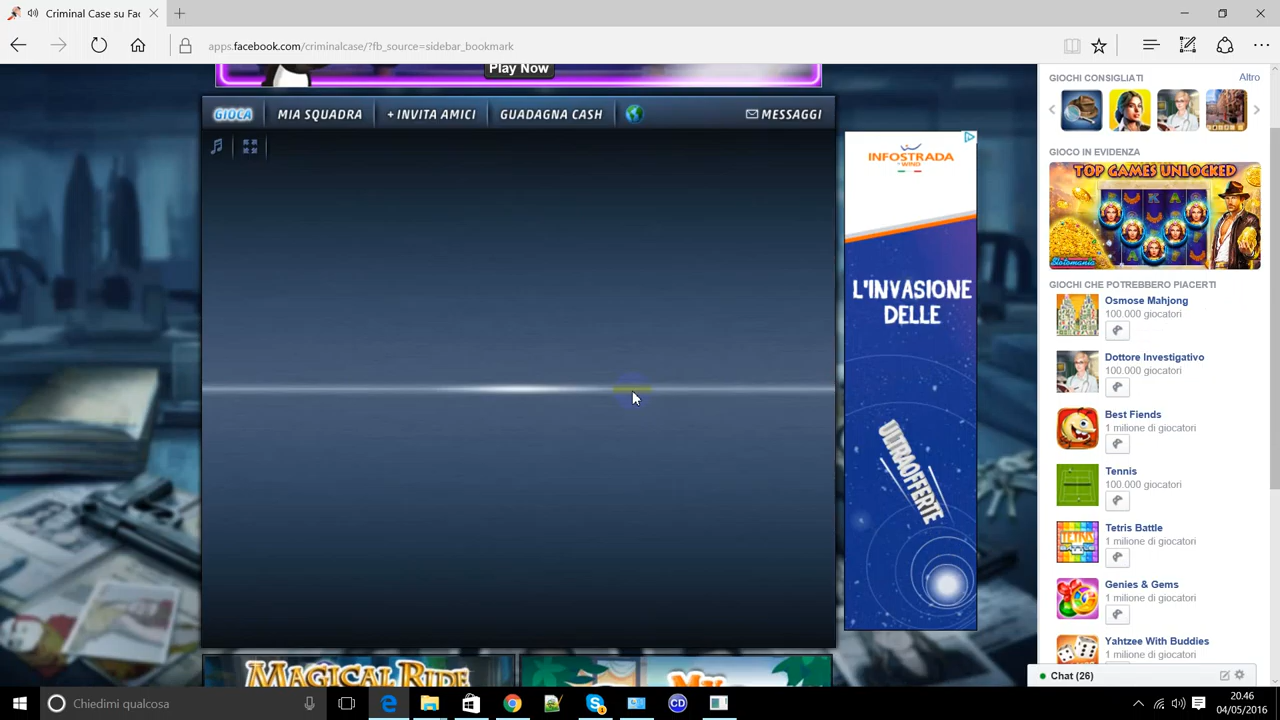 Criminal Case su Fac
apps.facebook.com/criminalcase/?fb_source=sidebar_bookmark
Play Now
GIOCA
MIA SQUADRA
+ INVITA AMICI
GUADAGNA CASH
MESSAGGI
INFOSTRADA
WIND
L'INVASIONE
DELLE
ULTRAOFFERTE
GIOCHI CONSIGLIATI
Altro
GIOCO IN EVIDENZA
TOP GAMES UNLOCKED
Slotomania
GIOCHI CHE POTREBBERO PIACERTI
Osmose Mahjong
100.000 giocatori
Dottore Investigativo
100.000 giocatori
Best Fiends
1 milione di giocatori
Tennis
100.000 giocatori
Tetris Battle
1 milione di giocatori
Genies & Gems
1 milione di giocatori
Yahtzee With Buddies
1 milione di giocatori
MAGICAL RIDE
Chat (26)
Chiedimi qualcosa
20.46
04/05/2016